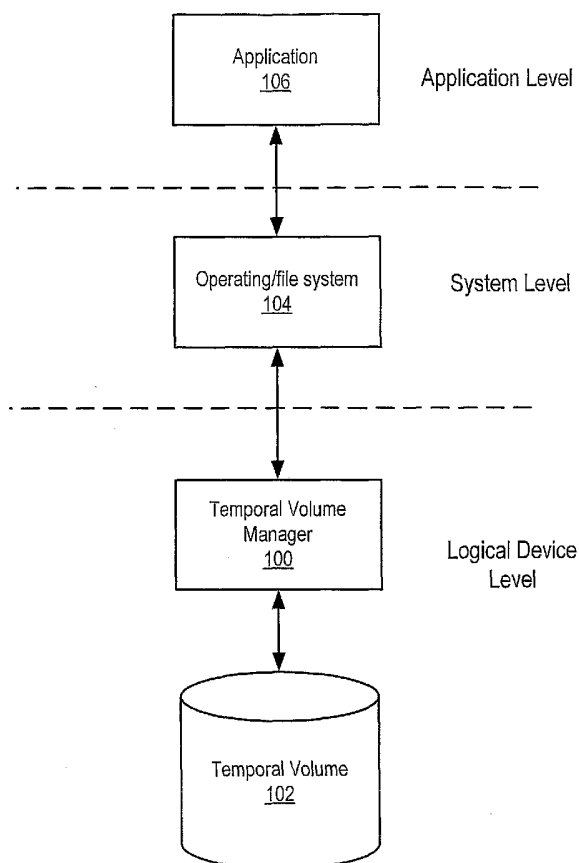 Application
106
Application Level
Operating/file system
104
System Level
Temporal Volume
Manager
100
Logical Device
Level
Temporal Volume
102